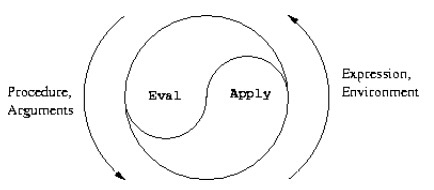 Procedure,
Arguments
Eval
Apply
Expression,
Environment